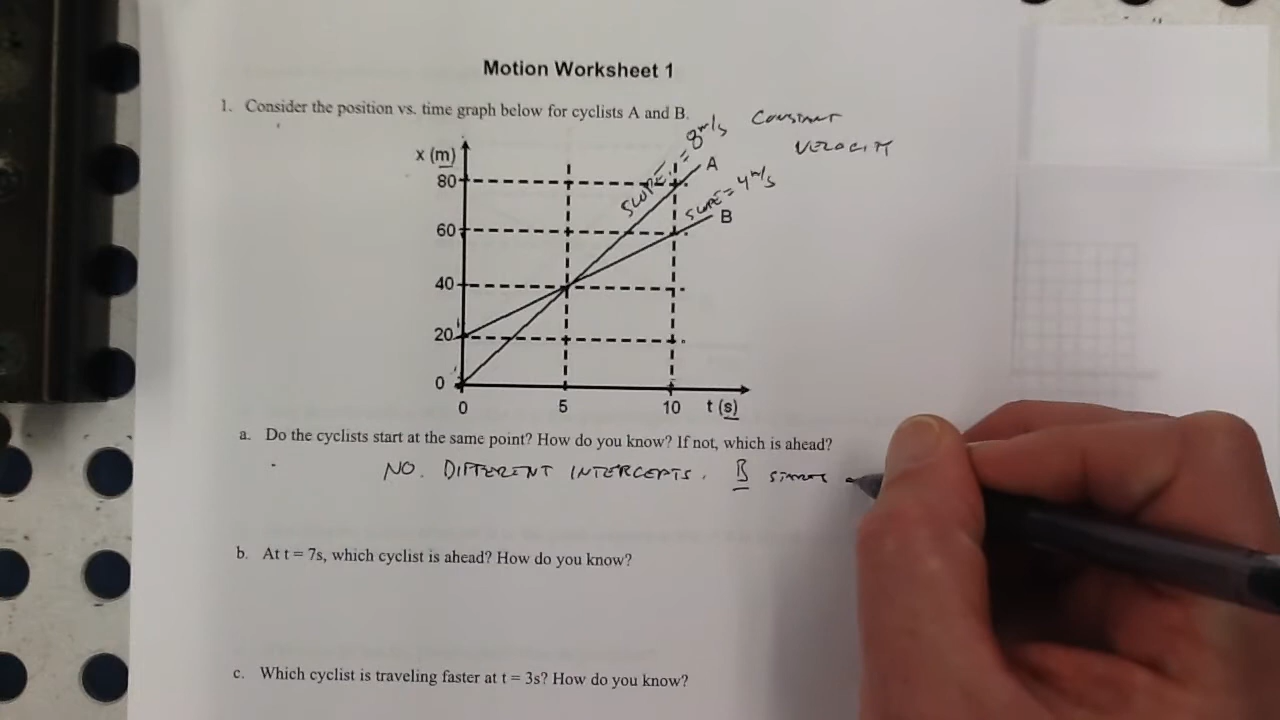 Motion Worksheet 1
1. Consider the position vs. time graph below for cyclists A and B.
CONSTANT
VELOCITY
SLOPE = 8 m/s
SLOPE = 4 m/s
x (m)
A
B
80
60
40
20
0
0 5 10 t (s)
a. Do the cyclists start at the same point? How do you know? If not, which is ahead?
NO. DIFFERENT INTERCEPTS. B STARTS
b. At t = 7s, which cyclist is ahead? How do you know?
c. Which cyclist is traveling faster at t = 3s? How do you know?